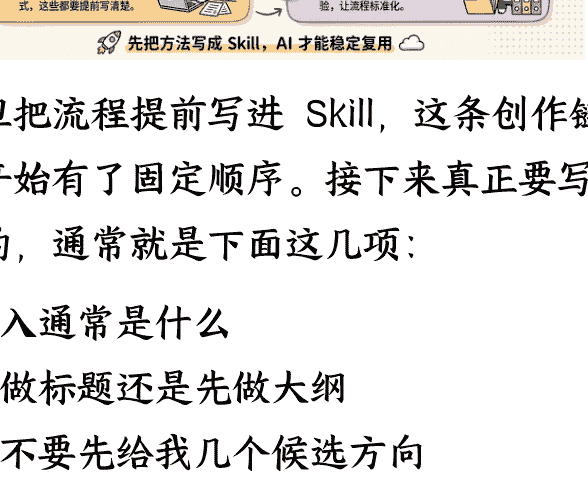 式，这些都要提前写清楚。
验，让流程标准化。
先把方法写成 Skill，AI 才能稳定复用
把流程提前写进 Skill，这条创作
始有了固定顺序。接下来真正要写
，通常就是下面这几项：
入通常是什么
做标题还是先做大纲
不要先给我几个候选方向